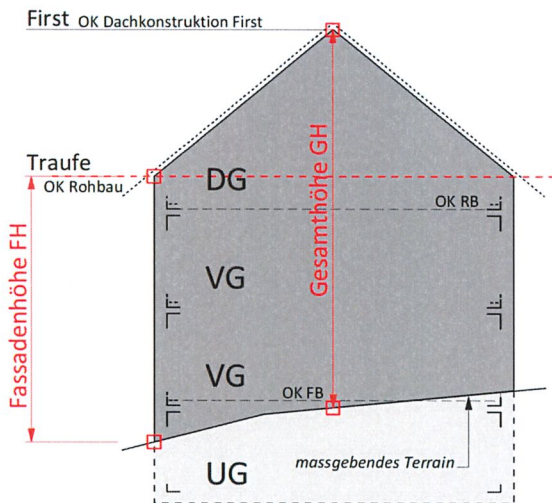 First OK Dachkonstruktion First
Traufe
OK Rohbau
DG
OK RB
Gesamthöhe GH
Fassadenhöhe FH
VG
VG
OK FB
massgebendes Terrain
UG